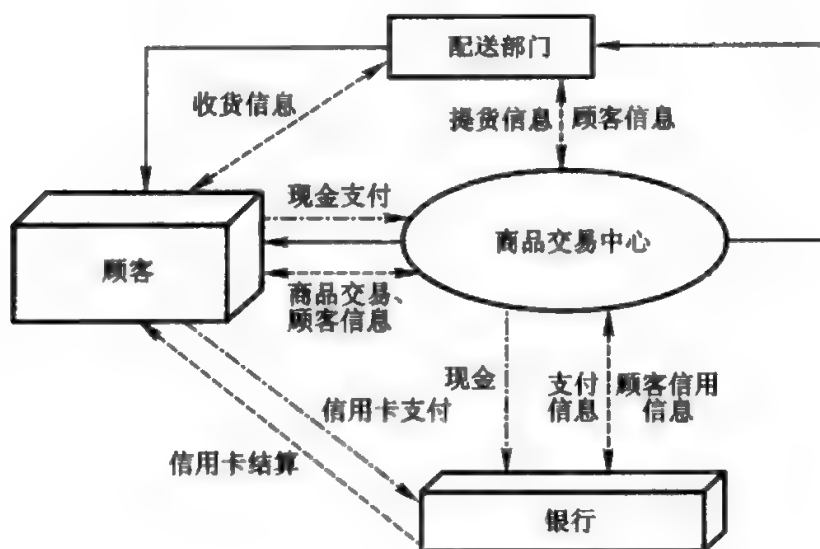 配送部门
收货信息
提货信息 顾客信息
现金支付
商品交易中心
顾客
商品交易、
顾客信息
现金
支付
信息
顾客信用
信息
信用卡支付
信用卡结算
银行